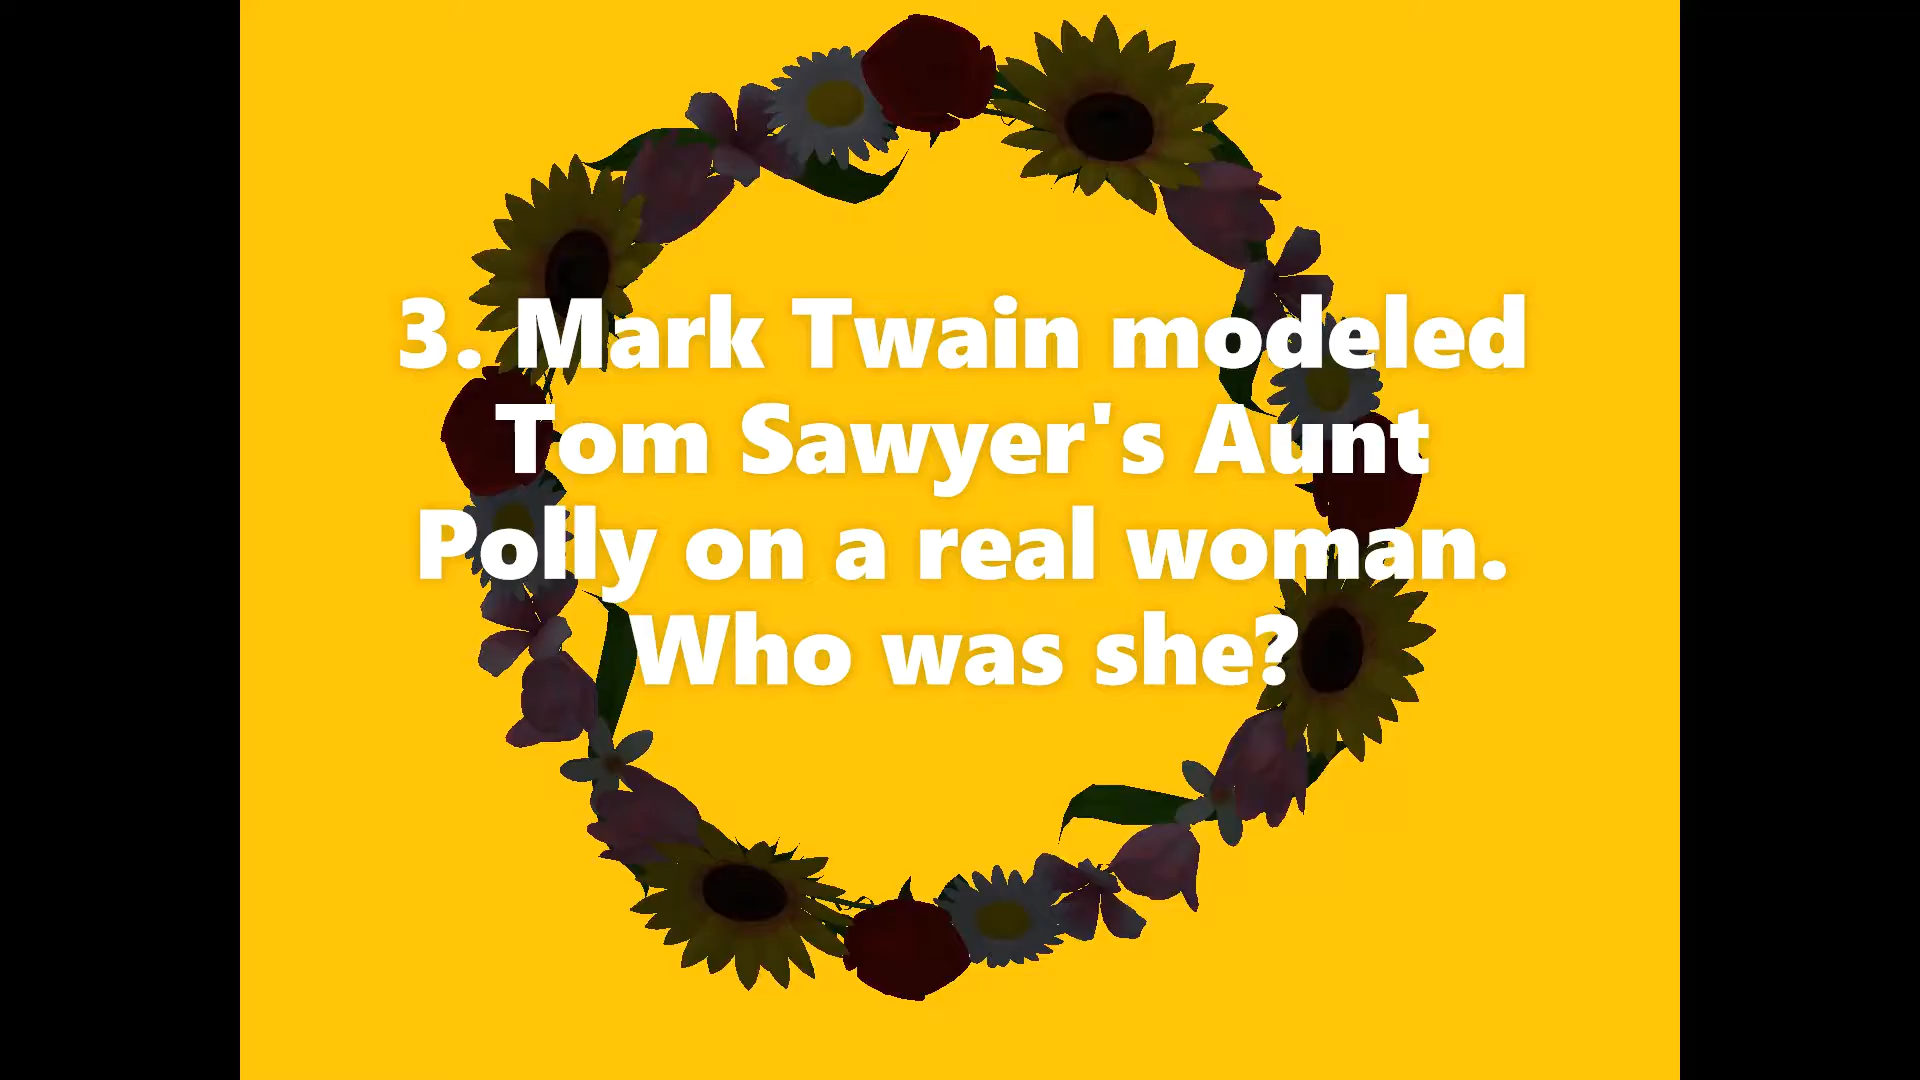 3. Mark Twain modeled
Tom Sawyer's Aunt
Polly on a real woman.
Who was she?